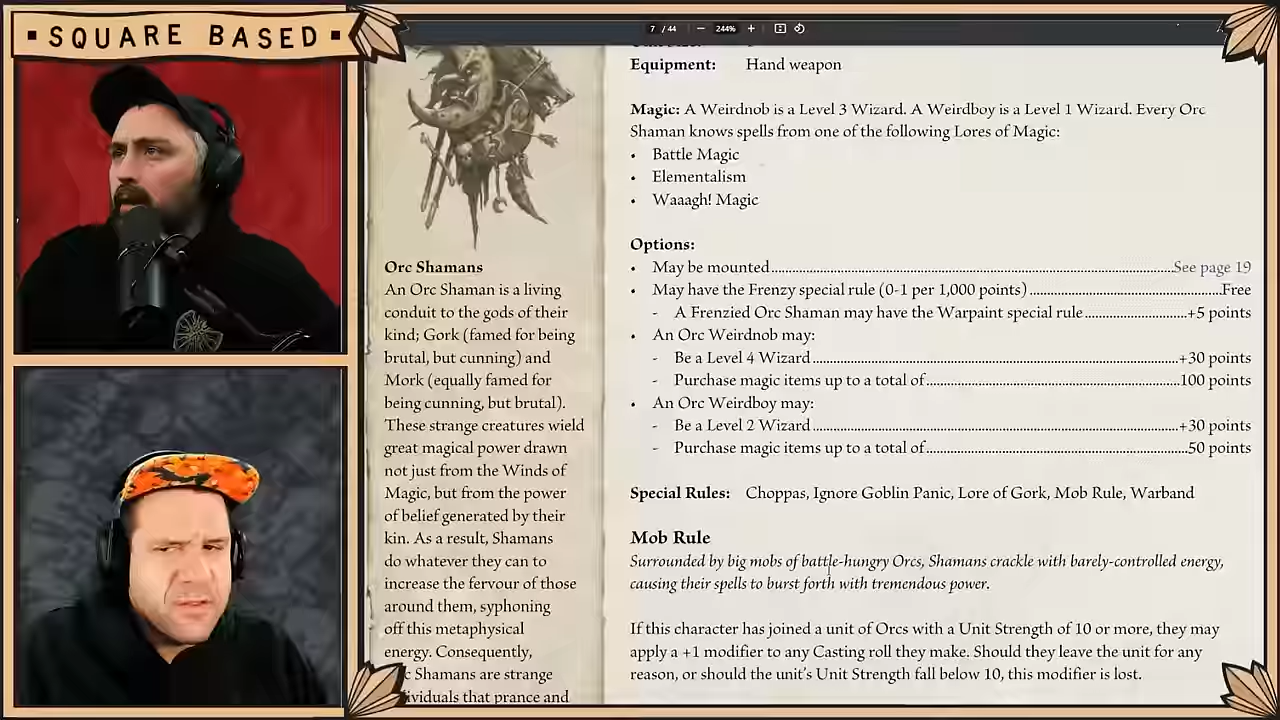 SQUARE BASED
7 / 44
244%
Equipment: Hand weapon
Magic: A Weirdnob is a Level 3 Wizard. A Weirdboy is a Level 1 Wizard. Every Orc
Shaman knows spells from one of the following Lores of Magic:
• Battle Magic
• Elementalism
• Waaagh! Magic
Options:
• May be mounted....................See page 19
• May have the Frenzy special rule (0-1 per 1,000 points)....................Free
- A Frenzied Orc Shaman may have the Warpaint special rule....................+5 points
• An Orc Weirdnob may:
- Be a Level 4 Wizard....................+30 points
- Purchase magic items up to a total of....................100 points
• An Orc Weirdboy may:
- Be a Level 2 Wizard....................+30 points
- Purchase magic items up to a total of....................50 points
Special Rules: Choppas, Ignore Goblin Panic, Lore of Gork, Mob Rule, Warband
Mob Rule
Surrounded by big mobs of battle-hungry Orcs, Shamans crackle with barely-controlled energy,
causing their spells to burst forth with tremendous power.
If this character has joined a unit of Orcs with a Unit Strength of 10 or more, they may
apply a +1 modifier to any Casting roll they make. Should they leave the unit for any
reason, or should the unit's Unit Strength fall below 10, this modifier is lost.
Orc Shamans
An Orc Shaman is a living
conduit to the gods of their
kind; Gork (famed for being
brutal, but cunning) and
Mork (equally famed for
being cunning, but brutal).
These strange creatures wield
great magical power drawn
not just from the Winds of
Magic, but from the power
of belief generated by their
kin. As a result, Shamans
do whatever they can to
increase the fervour of those
around them, syphoning
off this metaphysical
energy. Consequently,
Shamans are strange
that prance and